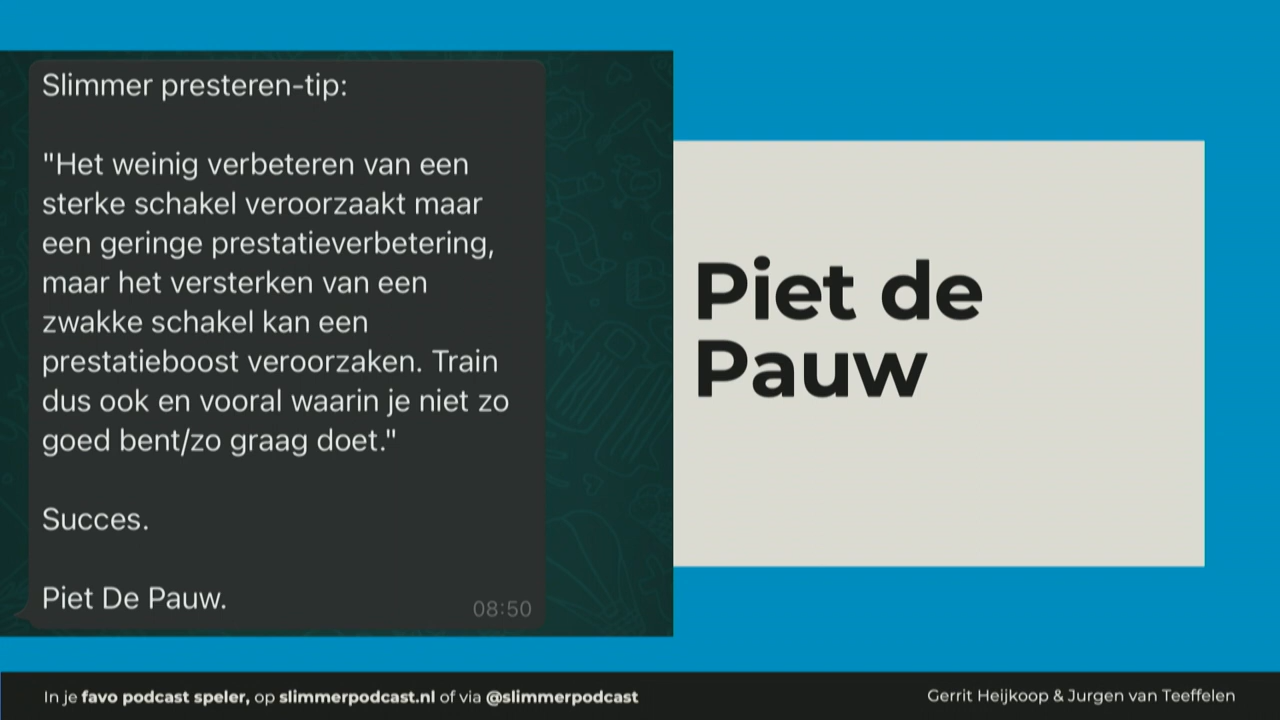 Slimmer presteren-tip:
"Het weinig verbeteren van een
sterke schakel veroorzaakt maar
een geringe prestatieverbetering,
maar het versterken van een
zwakke schakel kan een
prestatieboost veroorzaken. Train
dus ook en vooral waarin je niet zo
goed bent/zo graag doet."
Succes.
Piet De Pauw.
08:50
Piet de
Pauw
In je favo podcast speler, op slimmerpodcast.nl of via @slimmerpodcast
Gerrit Heijkoop & Jurgen van Teeffelen